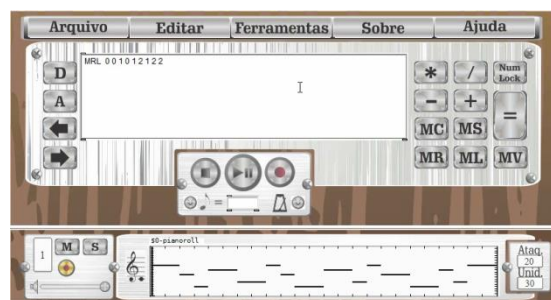 Arquivo Editar Ferramentas Sobre Ajuda
MRL 0 0 1 0 1 2 1 2 2
D
A
* / Num Lock
- + =
MC MS
MR ML MV
=
$0-pianoroll
1 M S
Ataq.
20
Unid.
30